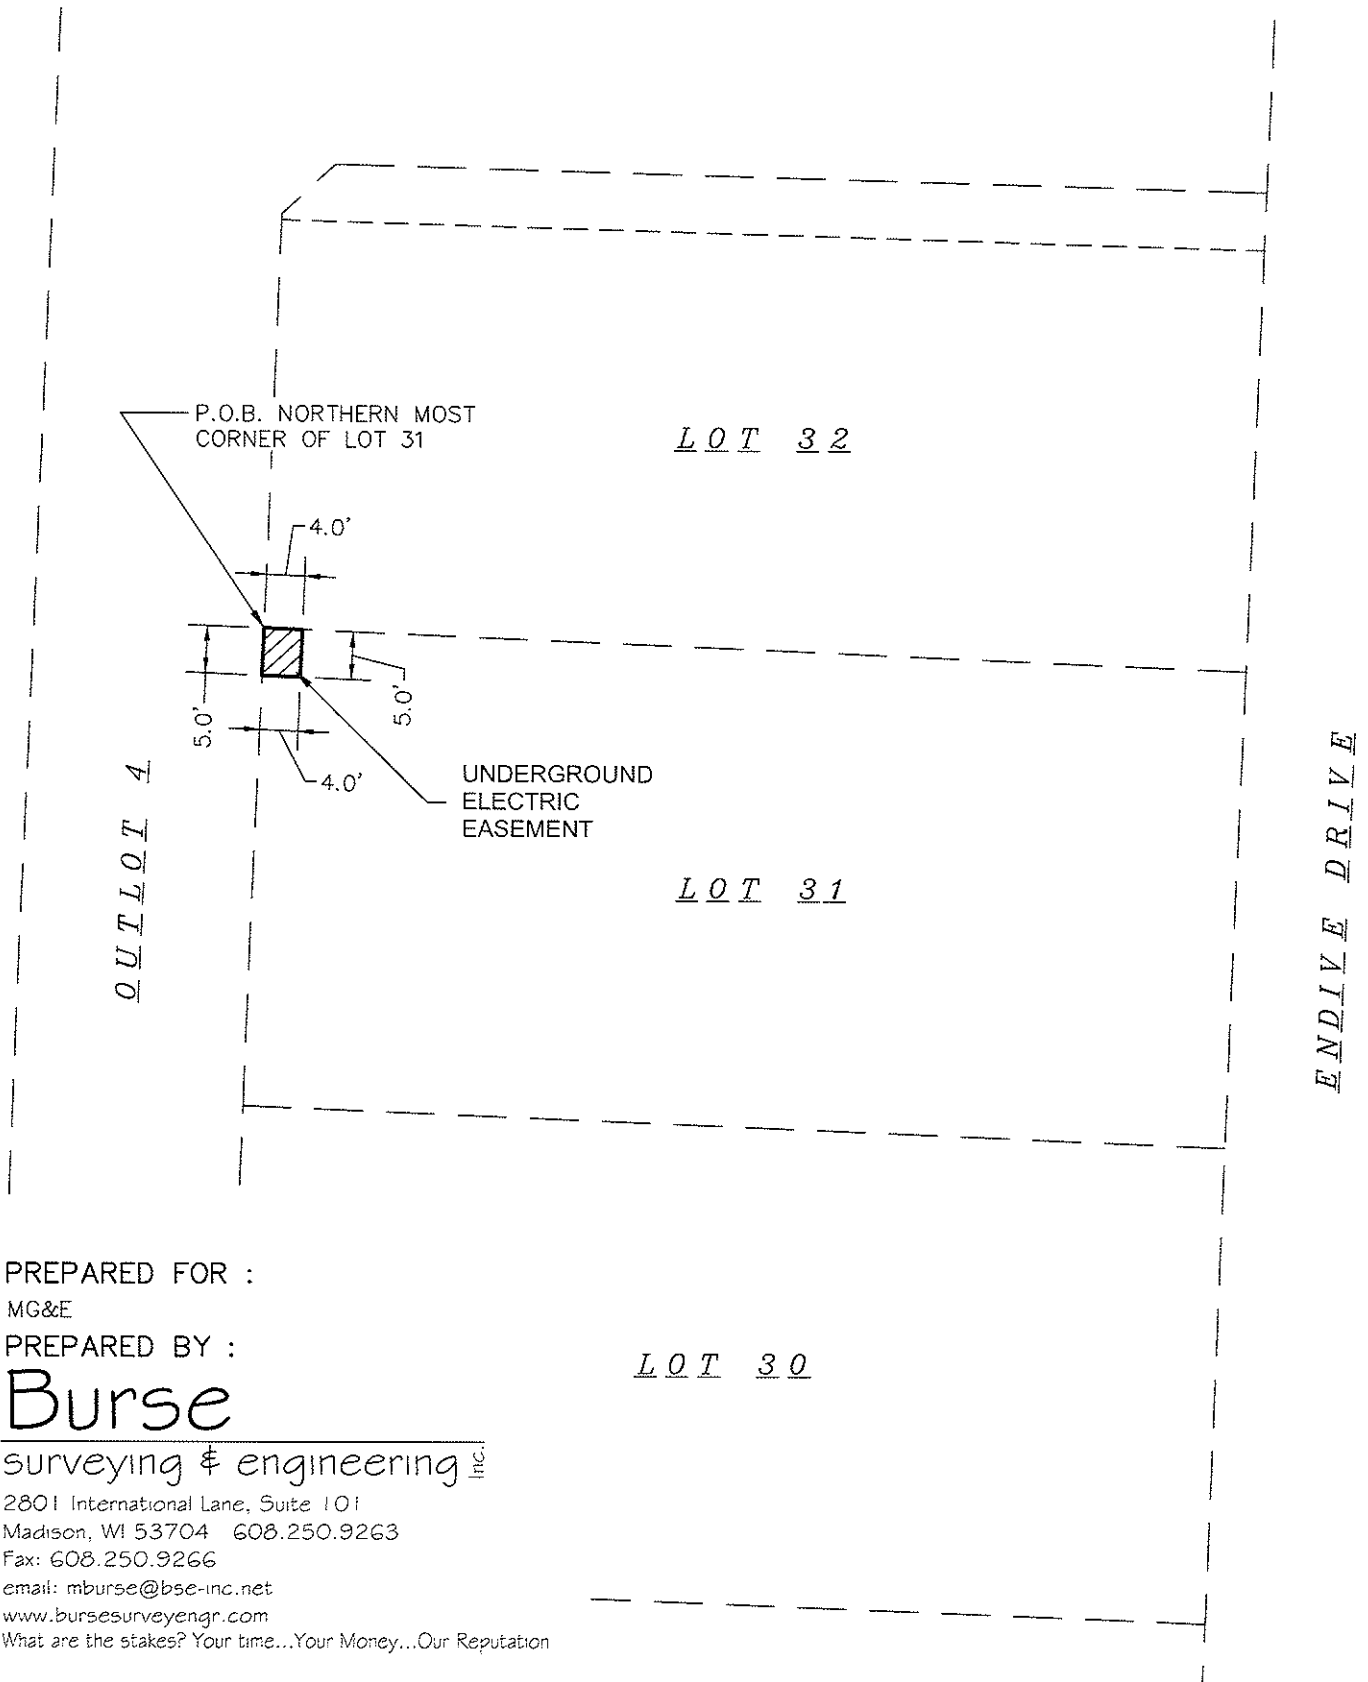 P.O.B. NORTHERN MOST
CORNER OF LOT 31
LOT 32
4.0'
5.0'
5.0'
4.0'
UNDERGROUND
ELECTRIC
EASEMENT
OUTLOT 4
LOT 31
ENDIVE DRIVE
PREPARED FOR :
MG&E
PREPARED BY :
LOT 30
Burse
surveying & engineering inc.
2801 International Lane, Suite 101
Madison, WI 53704 608.250.9263
Fax: 608.250.9266
email: mburse@bse-inc.net
www.bursesurveyengr.com
What are the stakes? Your time...Your Money...Our Reputation